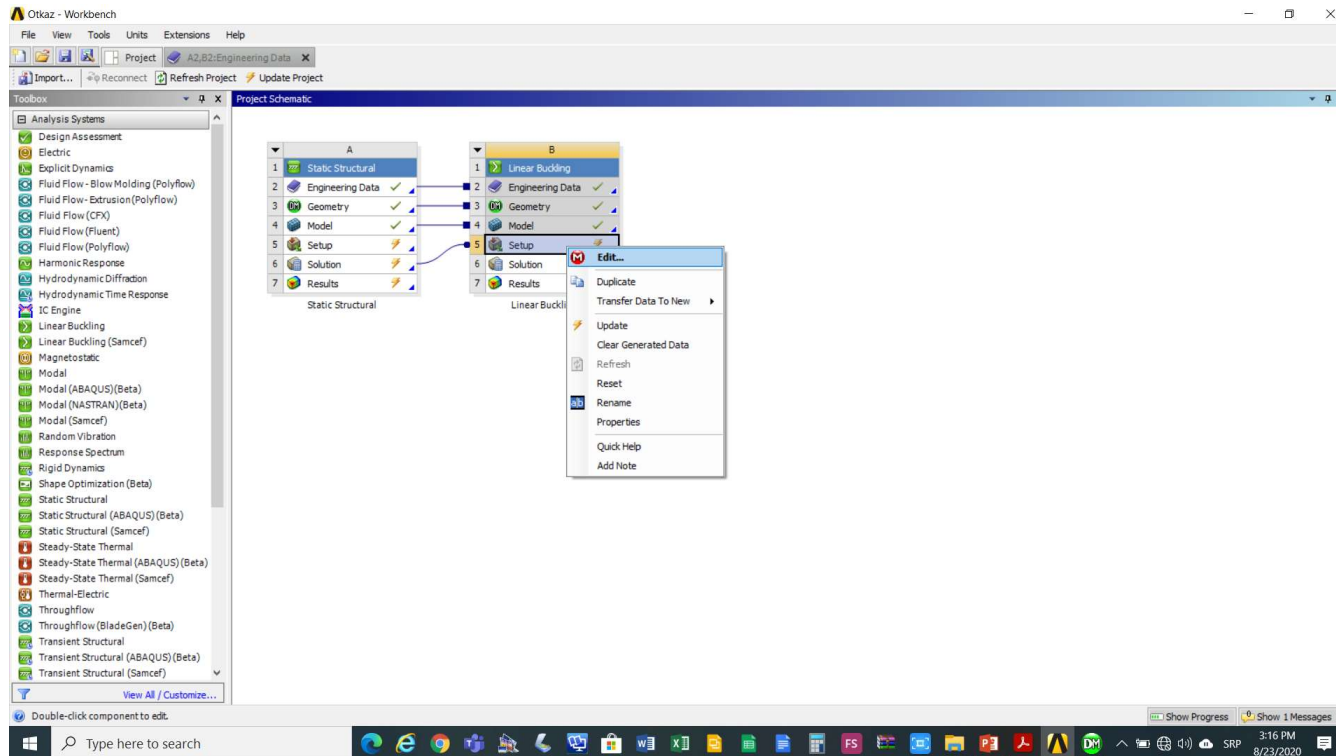 Otkaz - Workbench
File View Tools Units Extensions Help
Project A2,B2:Engineering Data
Import... Reconnect Refresh Project Update Project
Toolbox
Project Schematic
Analysis Systems
Design Assessment
Electric
Explicit Dynamics
Fluid Flow - Blow Molding (Polyflow)
Fluid Flow- Extrusion (Polyflow)
Fluid Flow (CFX)
Fluid Flow (Fluent)
Fluid Flow (Polyflow)
Harmonic Response
Hydrodynamic Diffraction
Hydrodynamic Time Response
IC Engine
Linear Buckling
Linear Buckling (Samcef)
Magnetostatic
Modal
Modal (ABAQUS)(Beta)
Modal (NASTRAN)(Beta)
Modal (Samcef)
Random Vibration
Response Spectrum
Rigid Dynamics
Shape Optimization (Beta)
Static Structural
Static Structural (ABAQUS)(Beta)
Static Structural (Samcef)
Steady-State Thermal
Steady-State Thermal (ABAQUS)(Beta)
Steady-State Thermal (Samcef)
Thermal-Electric
Throughflow
Throughflow (BladeGen)(Beta)
Transient Structural
Transient Structural (ABAQUS)(Beta)
Transient Structural (Samcef)
View All / Customize...
A
1 Static Structural
2 Engineering Data
3 Geometry
4 Model
5 Setup
6 Solution
7 Results
Static Structural
B
1 Linear Buckling
2 Engineering Data
3 Geometry
4 Model
5 Setup
6 Solution
7 Results
Linear Buckli
Edit...
Duplicate
Transfer Data To New
Update
Clear Generated Data
Refresh
Reset
Rename
Properties
Quick Help
Add Note
Double-click component to edit.
Show Progress Show 1 Messages
Type here to search
SRP
3:16 PM
8/23/2020